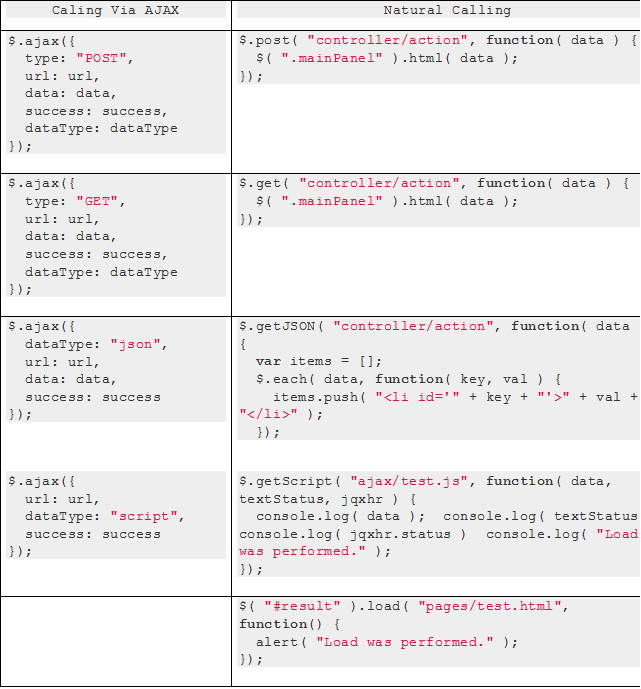 Caling Via AJAX
Natural Calling
$.ajax({
type: "POST",
url: url,
data: data,
success: success,
dataType: dataType
});
$.post( "controller/action", function( data ) {
$( ".mainPanel" ).html( data );
});
$.ajax({
type: "GET",
url: url,
data: data,
success: success,
dataType: dataType
});
$.get( "controller/action", function( data ) {
$( ".mainPanel" ).html( data );
});
$.ajax({
dataType: "json",
url: url,
data: data,
success: success
});
$.getJSON( "controller/action", function( data
{
var items = [];
$.each( data, function( key, val ) {
items.push( "<li id='" + key + "'>" + val +
"</li>" );
});
$.ajax({
url: url,
dataType: "script",
success: success
});
$.getScript( "ajax/test.js", function( data,
textStatus, jqxhr ) {
console.log( data ); console.log( textStatus
console.log( jqxhr.status ) console.log( "Load
was performed." );
});
$( "#result" ).load( "pages/test.html",
function() {
alert( "Load was performed." );
});